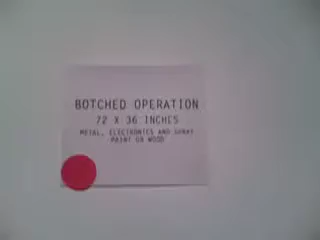 BOTCHED OPERATION
72 X 36 INCHES
METAL, ELECTRONICS AND SPRAY
PAINT ON WOOD